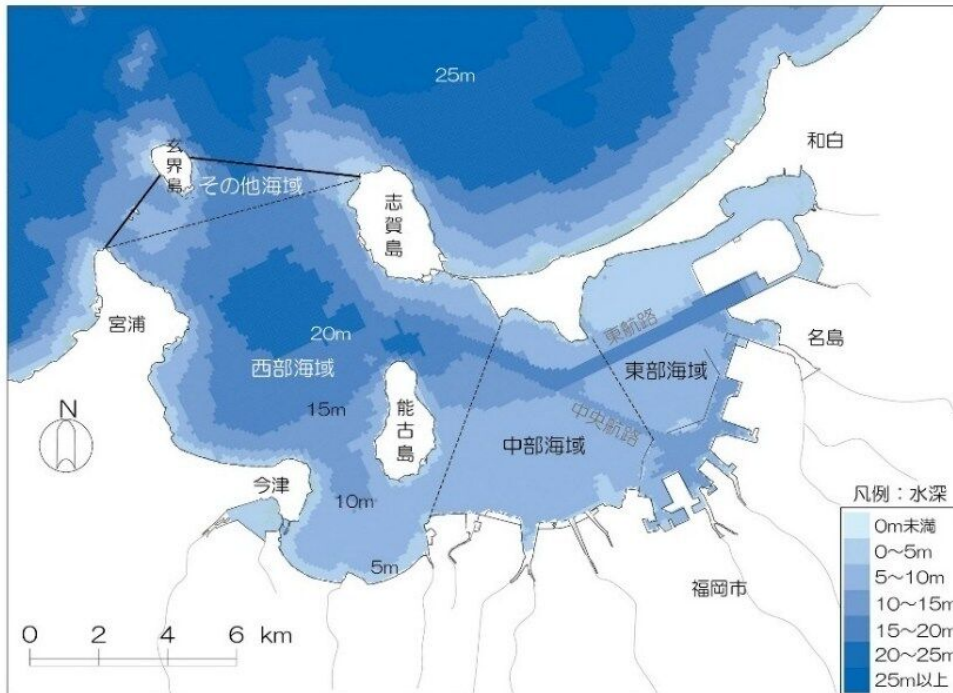 25m
和白
玄界島
その他海域
志賀島
宮浦
20m
東航路
名島
西部海域
東部海域
15m
能古島
中央航路
中部海域
N
今津
10m
凡例：水深
0m未満
0～5m
5～10m
10～15m
15～20m
20～25m
25m以上
5m
福岡市
0 2 4 6 km